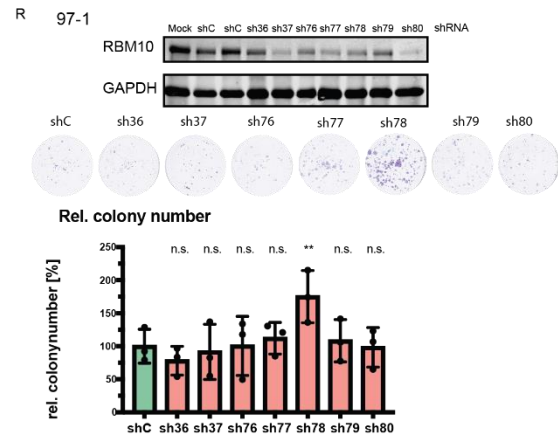 R 97-1
Mock shC shC sh36 sh37 sh76 sh77 sh78 sh79 sh80 shRNA
RBM10
GAPDH
shC sh36 sh37 sh76 sh77 sh78 sh79 sh80
Rel. colony number
n.s. n.s. n.s. n.s. ** n.s. n.s.
rel. colonynumber [%]
250
200
150
100
50
0
shC sh36 sh37 sh76 sh77 sh78 sh79 sh80